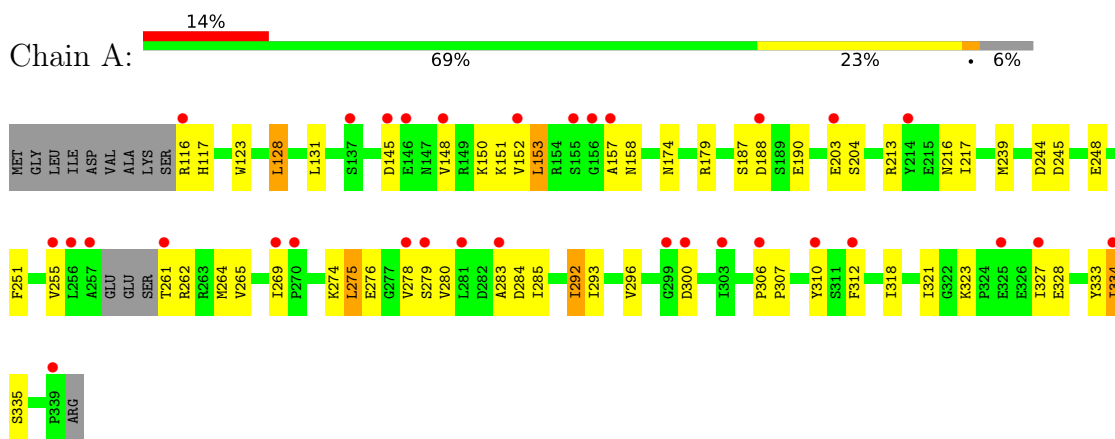 14%
Chain A:
69% 23% • 6%
MET GLY LEU ILE ASP VAL ALA LYS SER R116 H117 W123 L128 L131 S137 D145 E146 N147 V148 R149 K150 K151 V152 L153 R154 S155 G156 A157 N158 N174 R179 S187 D188 S189 E190 E203 S204 R213 Y214 E215 N216 I217 M239 D244 D245 E248
F251 V255 L256 A257 GLU GLU SER T261 R262 R263 M264 V265 I269 P270 K274 L275 E276 G277 V278 S279 V280 L281 D282 A283 D284 I285 I292 I293 V296 G299 D300 I303 P306 P307 Y310 S311 F312 I318 I321 G322 K323 P324 E325 E326 I327 E328 Y333
S335 P339 ARG